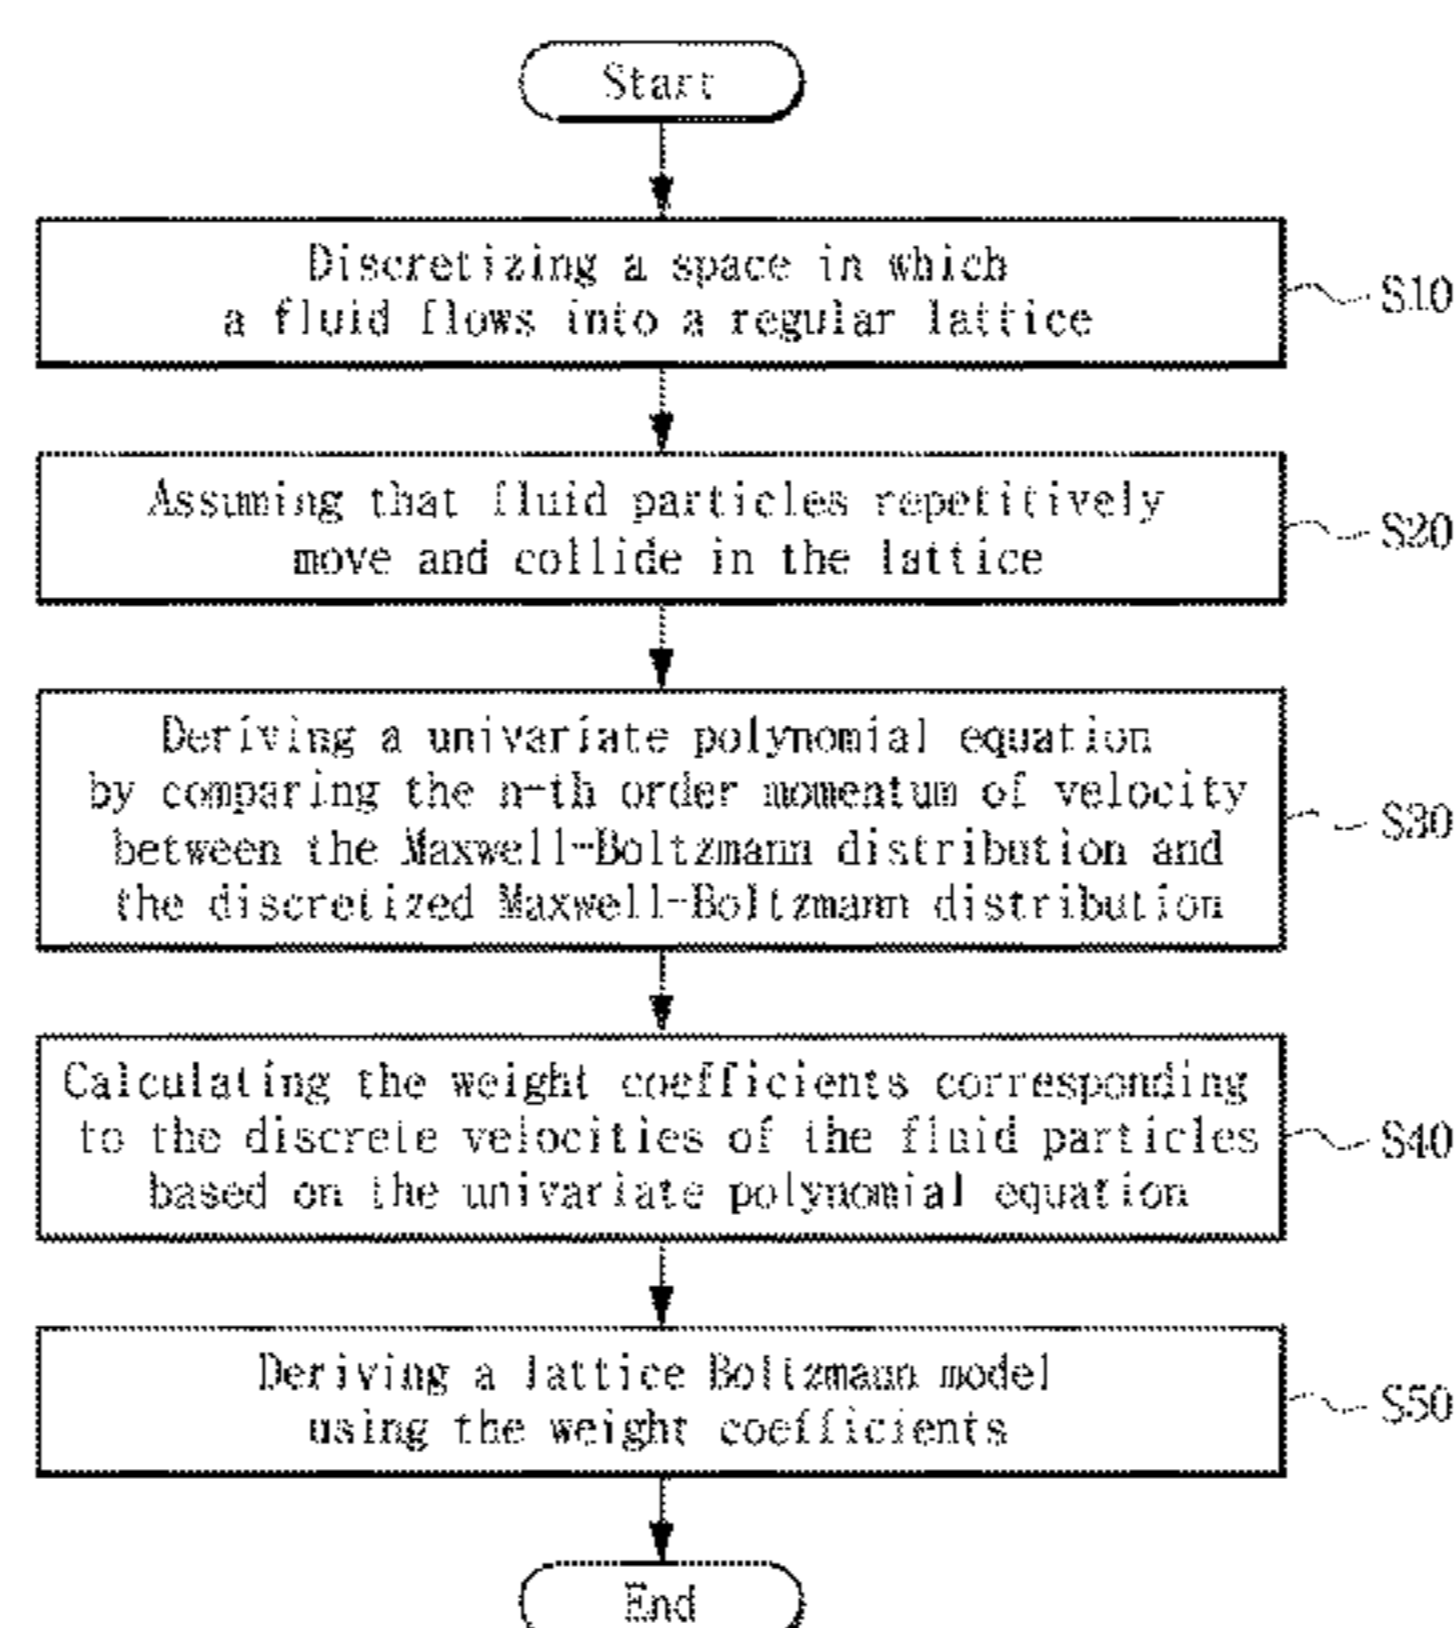 Start
Discretizing a space in which
a fluid flows into a regular lattice
S10
Assuming that fluid particles repetitively
move and collide in the lattice
S20
Deriving a univariate polynomial equation
by comparing the n-th order momentum of velocity
between the Maxwell-Boltzmann distribution and
the discretized Maxwell-Boltzmann distribution
S30
Calculating the weight coefficients corresponding
to the discrete velocities of the fluid particles
based on the univariate polynomial equation
S40
Deriving a lattice Boltzmann model
using the weight coefficients
S50
End